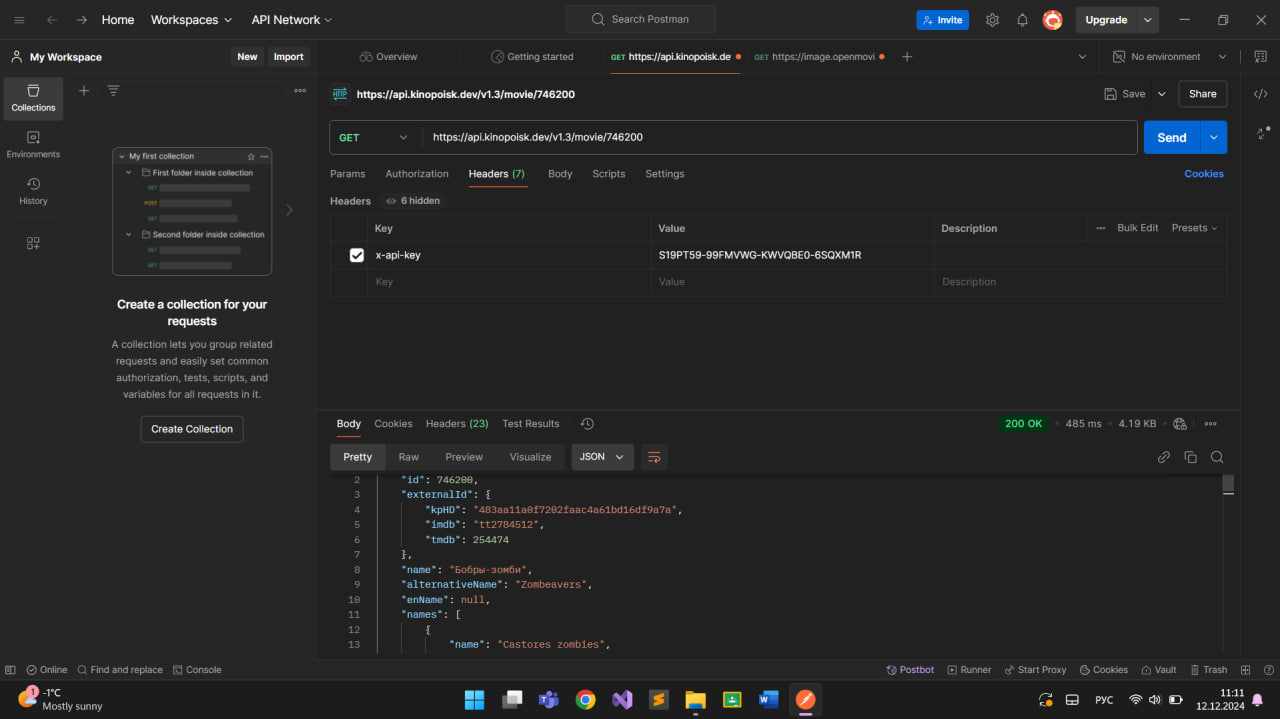 Home Workspaces API Network Search Postman Invite Upgrade
My Workspace New Import Overview Getting started GET https://api.kinopoisk.de GET https://image.openmovi No environment
Collections
Environments
History
My first collection
First folder inside collection
GET
POST
GET
Second folder inside collection
GET
GET
Create a collection for your
requests
A collection lets you group related
requests and easily set common
authorization, tests, scripts, and
variables for all requests in it.
Create Collection
HTTP https://api.kinopoisk.dev/v1.3/movie/746200 Save Share
GET https://api.kinopoisk.dev/v1.3/movie/746200 Send
Params Authorization Headers (7) Body Scripts Settings Cookies
Headers 6 hidden
Key Value Description Bulk Edit Presets
x-api-key S19PT59-99FMVWG-KWVQBE0-6SQXM1R
Key Value Description
Body Cookies Headers (23) Test Results 200 OK 485 ms 4.19 KB
Pretty Raw Preview Visualize JSON
2 "id": 746200,
3 "externalId": {
4 "kpHD": "483aa11a0f7202faac4a61bd16df9a7a",
5 "imdb": "tt2784512",
6 "tmdb": 254474
7 },
8 "name": "Бобры-зомби",
9 "alternativeName": "Zombeavers",
10 "enName": null,
11 "names": [
12 {
13 "name": "Castores zombies",
Online Find and replace Console Postbot Runner Start Proxy Cookies Vault Trash
1 -1°C
Mostly sunny
РУС
11:11
12.12.2024